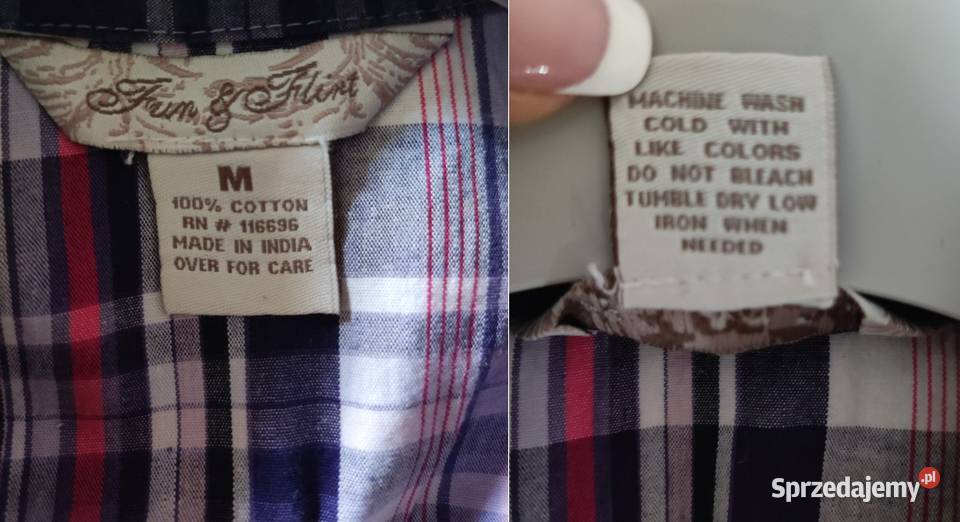 Fun & Flirt
M
100% COTTON
RN # 116696
MADE IN INDIA
OVER FOR CARE
MACHINE WASH
COLD WITH
LIKE COLORS
DO NOT BLEACH
TUMBLE DRY LOW
IRON WHEN
NEEDED
Sprzedajemy.pl